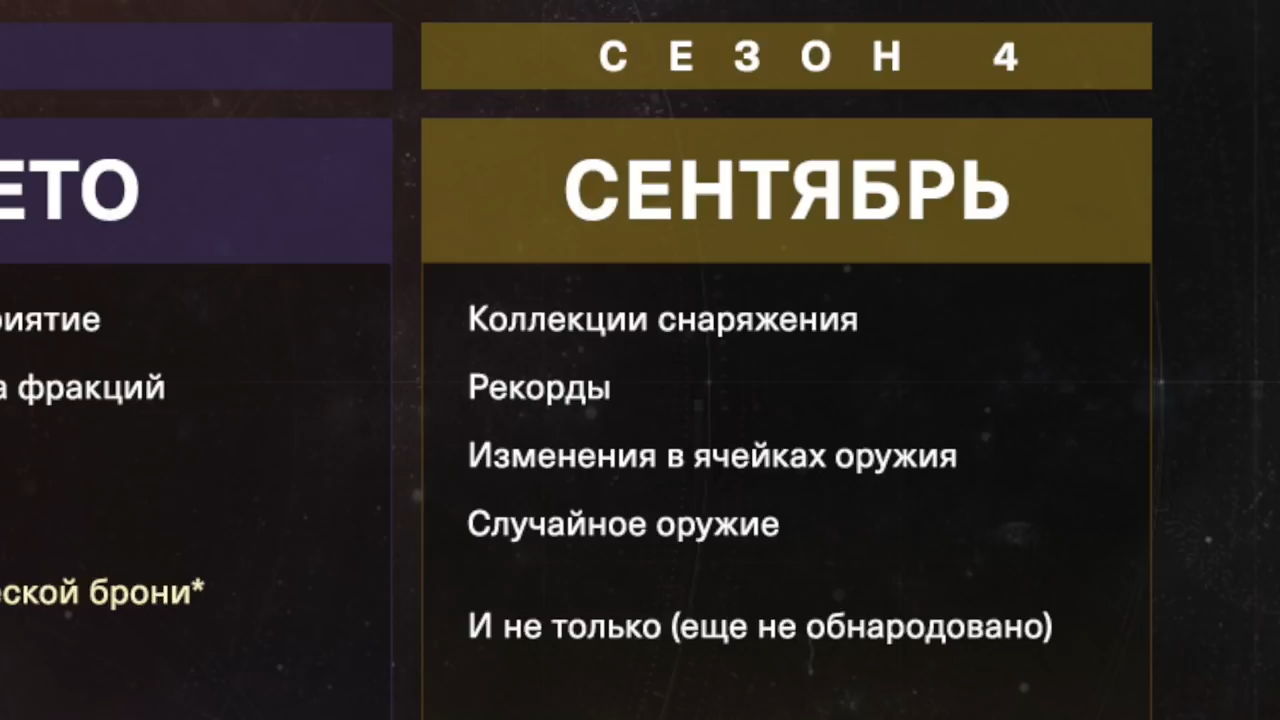 СЕЗОН 4
ЕТО
СЕНТЯБРЬ
риятие
а фракций
еской брони*
Коллекции снаряжения
Рекорды
Изменения в ячейках оружия
Случайное оружие
И не только (еще не обнародовано)